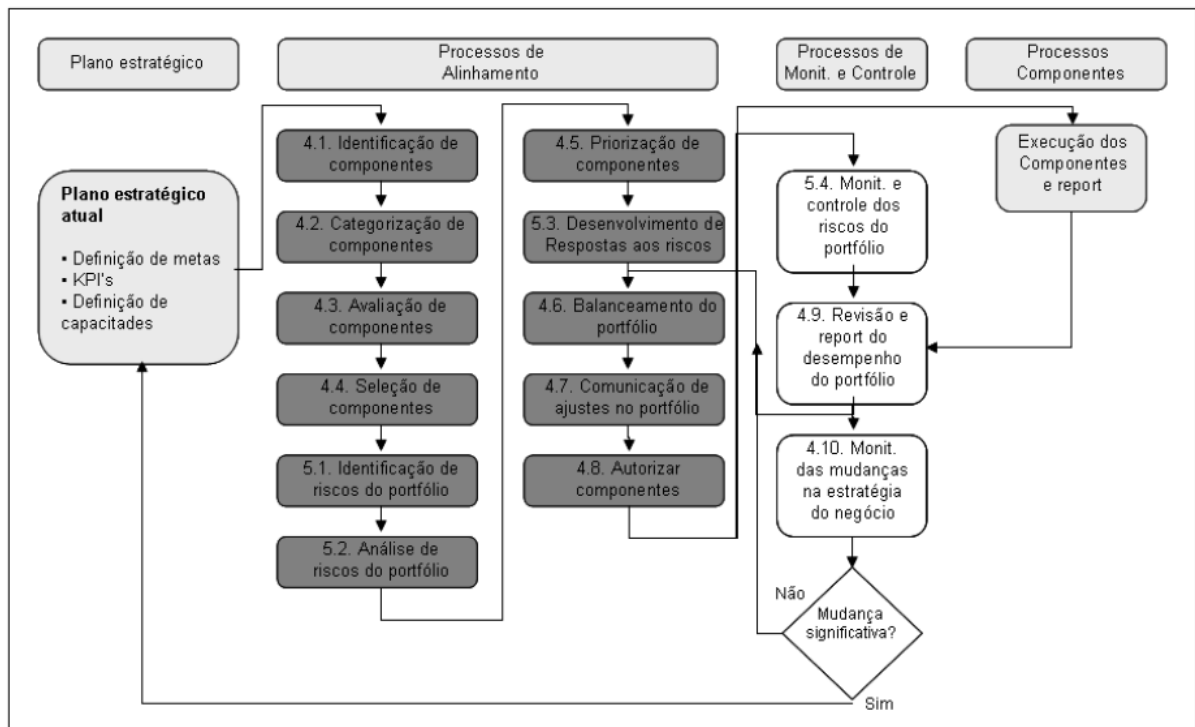 Plano estratégico
Processos de
Alinhamento
Processos de
Monit. e Controle
Processos
Componentes
Plano estratégico
atual
▪ Definição de metas
▪ KPI's
▪ Definição de
capacitades
4.1. Identificação de
componentes
4.2. Categorização de
componentes
4.3. Avaliação de
componentes
4.4. Seleção de
componentes
5.1. Identificação de
riscos do portfólio
5.2. Análise de
riscos do portfólio
4.5. Priorização de
componentes
5.3. Desenvolvimento de
Respostas aos riscos
4.6. Balanceamento do
portfólio
4.7. Comunicação de
ajustes no portfólio
4.8. Autorizar
componentes
5.4. Monit. e
controle dos
riscos do
portfólio
4.9. Revisão e
report do
desempenho
do portfólio
4.10. Monit.
das mudanças
na estratégia
do negócio
Não
Mudança
significativa?
Sim
Execução dos
Componentes
e report